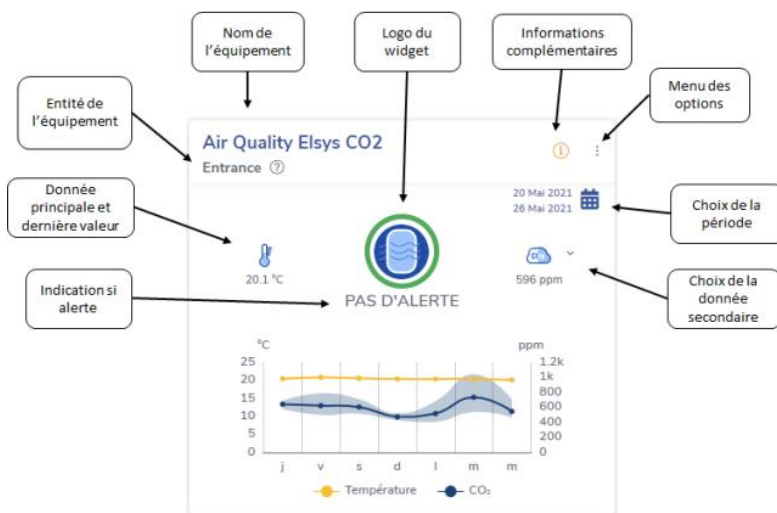 Nom de
l'équipement
Logo du
widget
Informations
complémentaires
Menu des
options
Entité de
l'équipement
Air Quality Elsys CO2
Entrance ?
Donnée
principale et
dernière valeur
20 Mai 2021
26 Mai 2021
Choix de la
période
20.1 °C
596 ppm
Indication si
alerte
PAS D'ALERTE
Choix de la
donnée
secondaire
°C ppm
25 1.2k
20 1k
15 800
10 600
5 400
0 200
0
j v s d l m m
Température CO₂